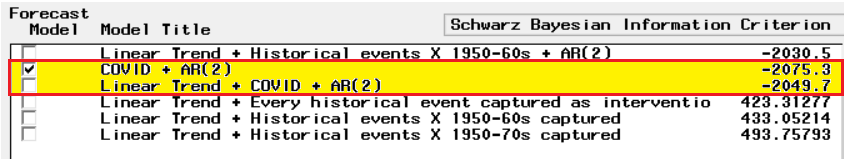 Forecast
Model Model Title Schwarz Bayesian Information Criterion
Linear Trend + Historical events X 1950-60s + AR(2) -2030.5
COVID + AR(2) -2075.3
Linear Trend + COVID + AR(2) -2049.7
Linear Trend + Every historical event captured as interventio 423.31277
Linear Trend + Historical events X 1950-60s captured 433.05214
Linear Trend + Historical events X 1950-70s captured 493.75793